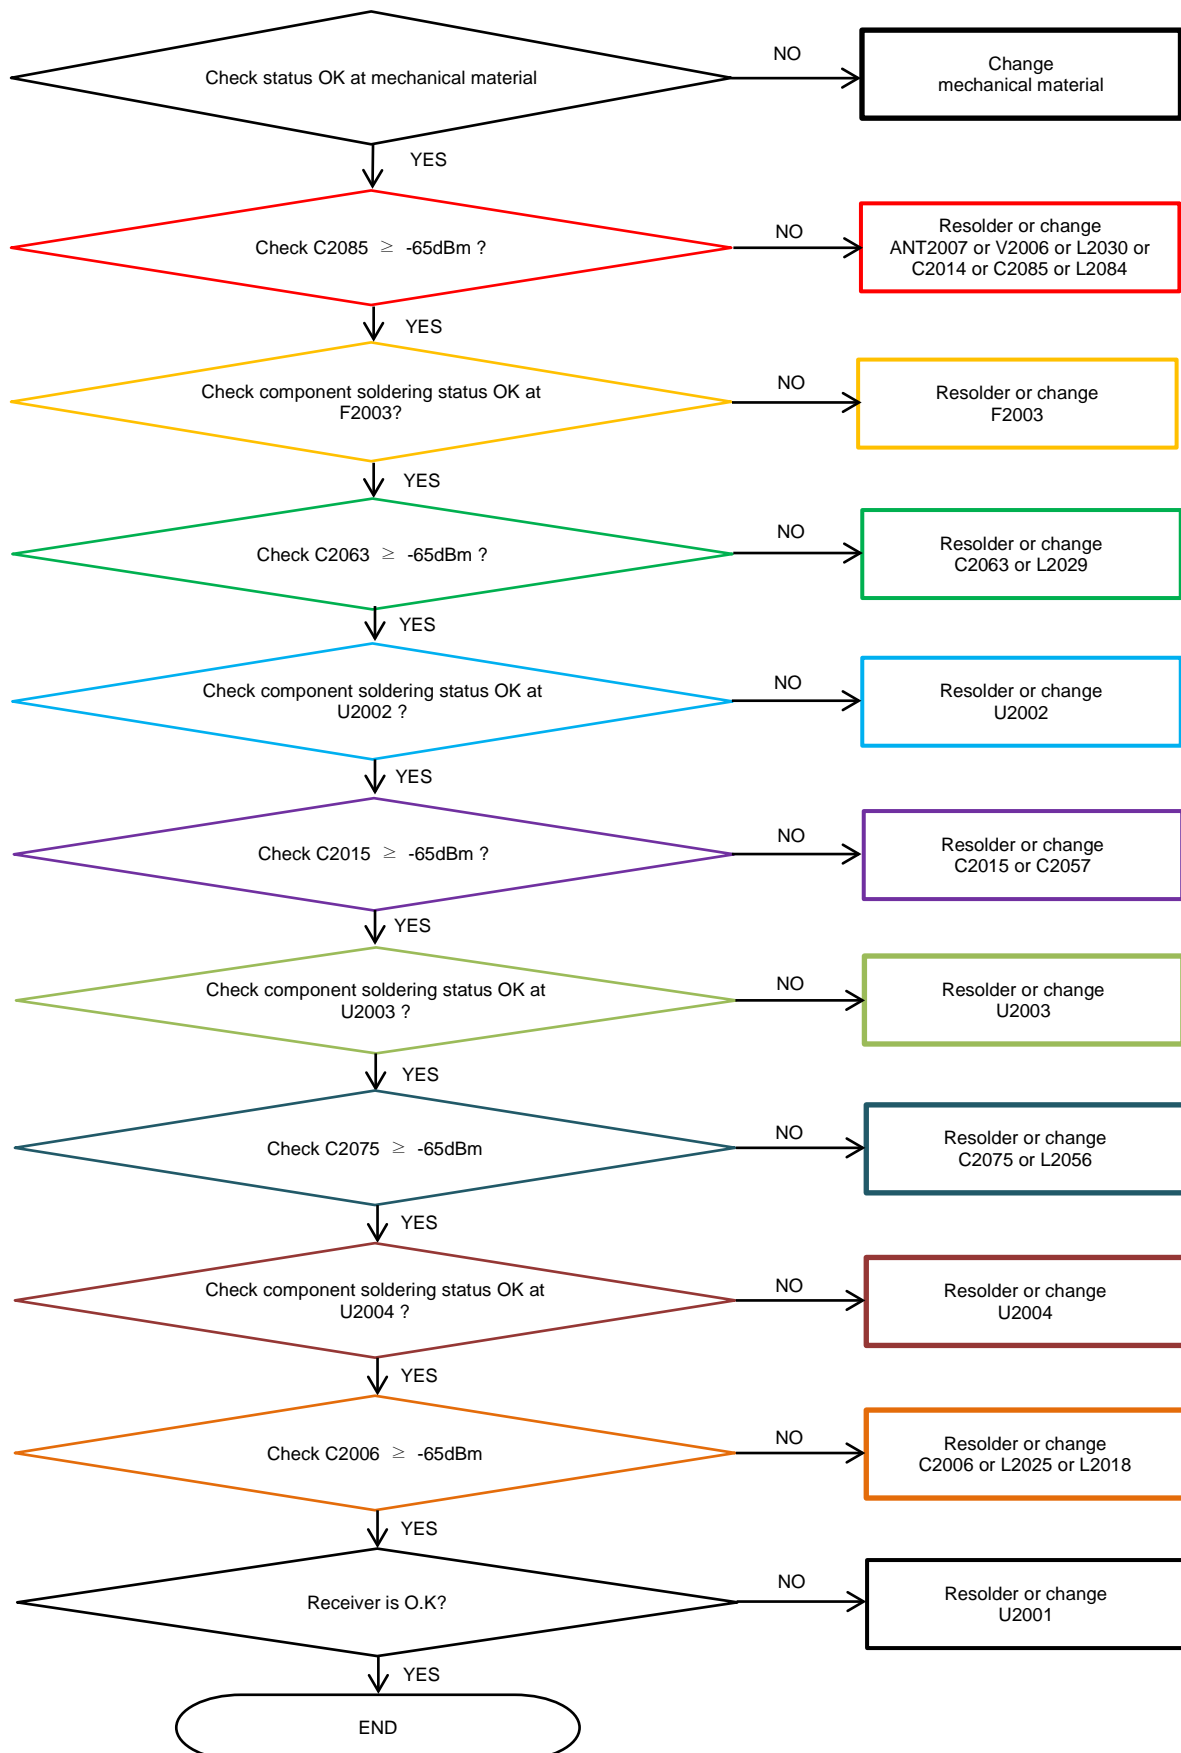 Check status OK at mechanical material
NO
Change
mechanical material
YES
Check C2085 ≥ -65dBm ?
NO
Resolder or change
ANT2007 or V2006 or L2030 or
C2014 or C2085 or L2084
YES
Check component soldering status OK at
F2003?
NO
Resolder or change
F2003
YES
Check C2063 ≥ -65dBm ?
NO
Resolder or change
C2063 or L2029
YES
Check component soldering status OK at
U2002 ?
NO
Resolder or change
U2002
YES
Check C2015 ≥ -65dBm ?
NO
Resolder or change
C2015 or C2057
YES
Check component soldering status OK at
U2003 ?
NO
Resolder or change
U2003
YES
Check C2075 ≥ -65dBm
NO
Resolder or change
C2075 or L2056
YES
Check component soldering status OK at
U2004 ?
NO
Resolder or change
U2004
YES
Check C2006 ≥ -65dBm
NO
Resolder or change
C2006 or L2025 or L2018
YES
Receiver is O.K?
NO
Resolder or change
U2001
YES
END